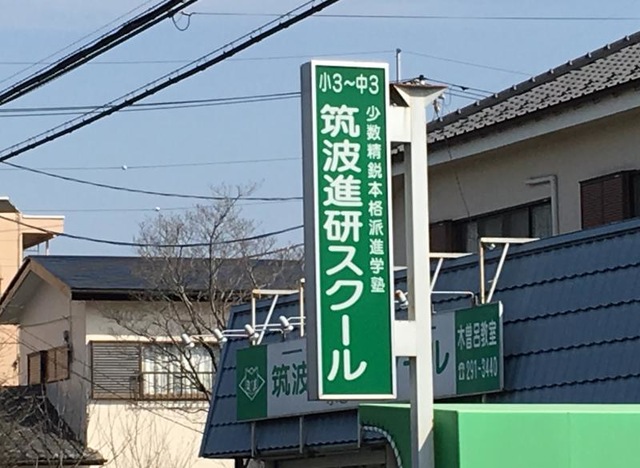 小3～中3
少数精鋭本格派進学塾
筑波進研スクール
筑波
ル
木曽呂教室
☎291-3440